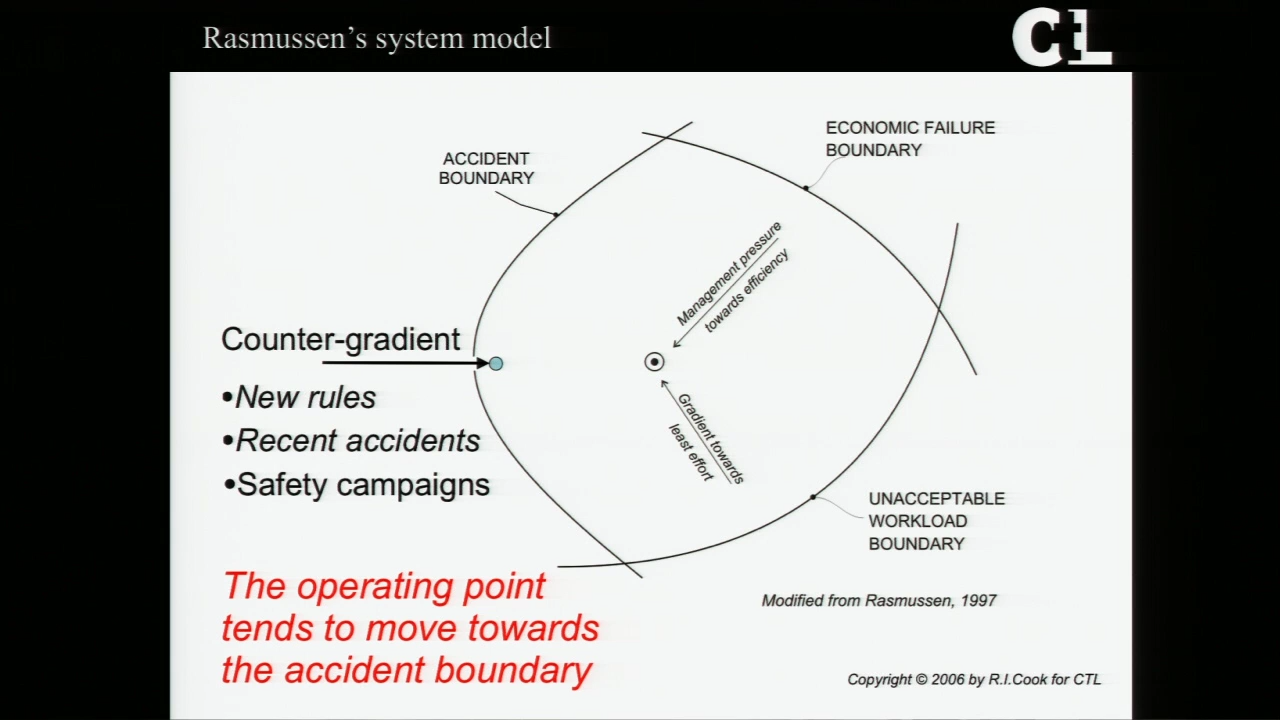 Rasmussen's system model
CtL
ACCIDENT
BOUNDARY
ECONOMIC FAILURE
BOUNDARY
Management pressure
towards efficiency
Counter-gradient
•New rules
•Recent accidents
•Safety campaigns
Gradient towards
least effort
UNACCEPTABLE
WORKLOAD
BOUNDARY
The operating point
tends to move towards
the accident boundary
Modified from Rasmussen, 1997
Copyright © 2006 by R.I.Cook for CTL